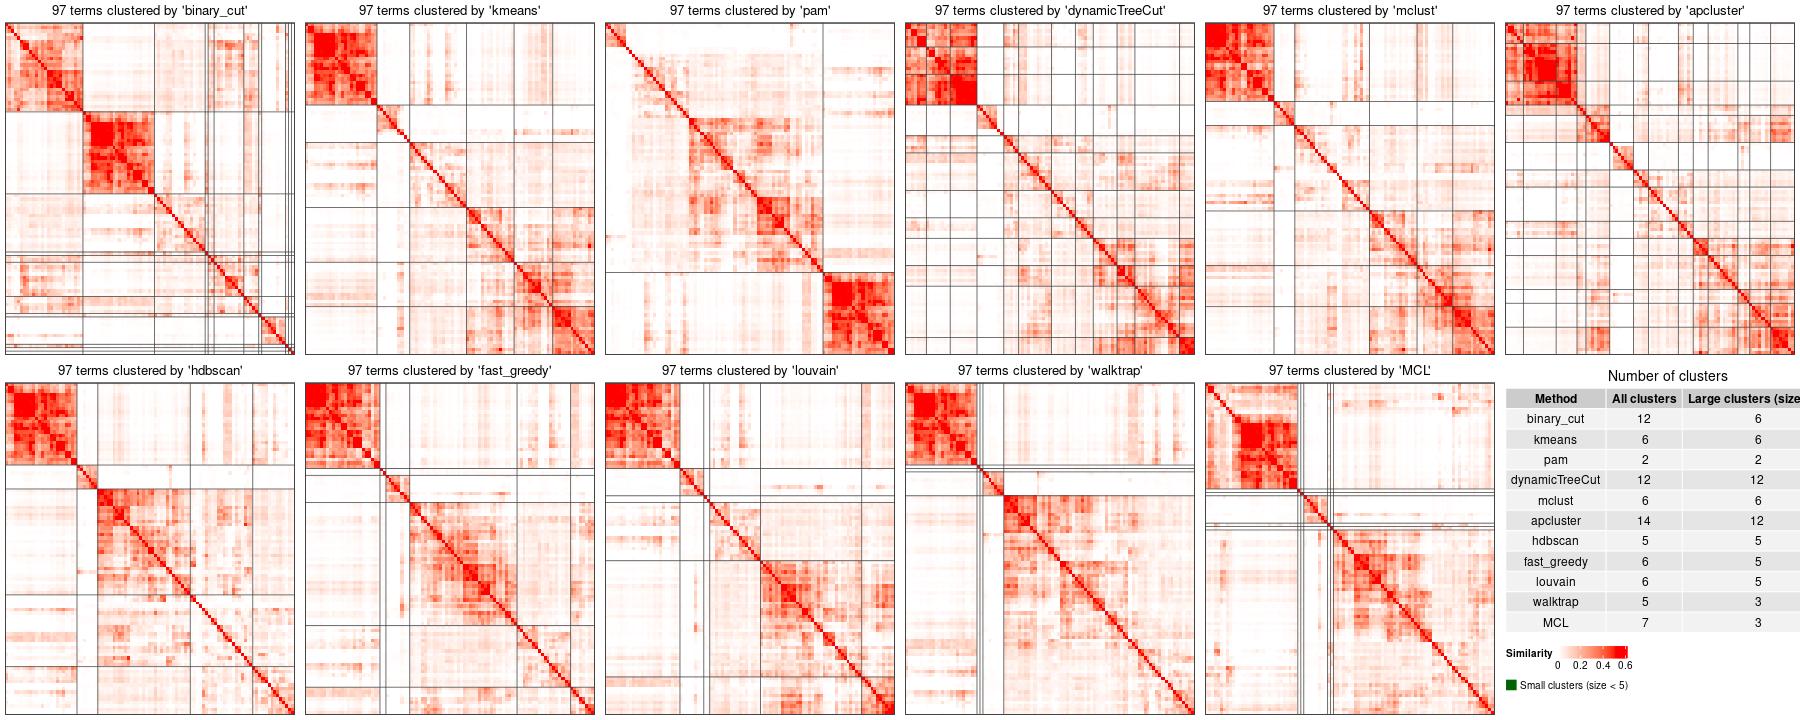 97 terms clustered by 'binary_cut'
97 terms clustered by 'kmeans'
97 terms clustered by 'pam'
97 terms clustered by 'dynamicTreeCut'
97 terms clustered by 'mclust'
97 terms clustered by 'apcluster'
97 terms clustered by 'hdbscan'
97 terms clustered by 'fast_greedy'
97 terms clustered by 'louvain'
97 terms clustered by 'walktrap'
97 terms clustered by 'MCL'
Number of clusters
Method All clusters Large clusters (size
binary_cut 12 6
kmeans 6 6
pam 2 2
dynamicTreeCut 12 12
mclust 6 6
apcluster 14 12
hdbscan 5 5
fast_greedy 6 5
louvain 6 5
walktrap 5 3
MCL 7 3
Similarity
0 0.2 0.4 0.6
Small clusters (size < 5)